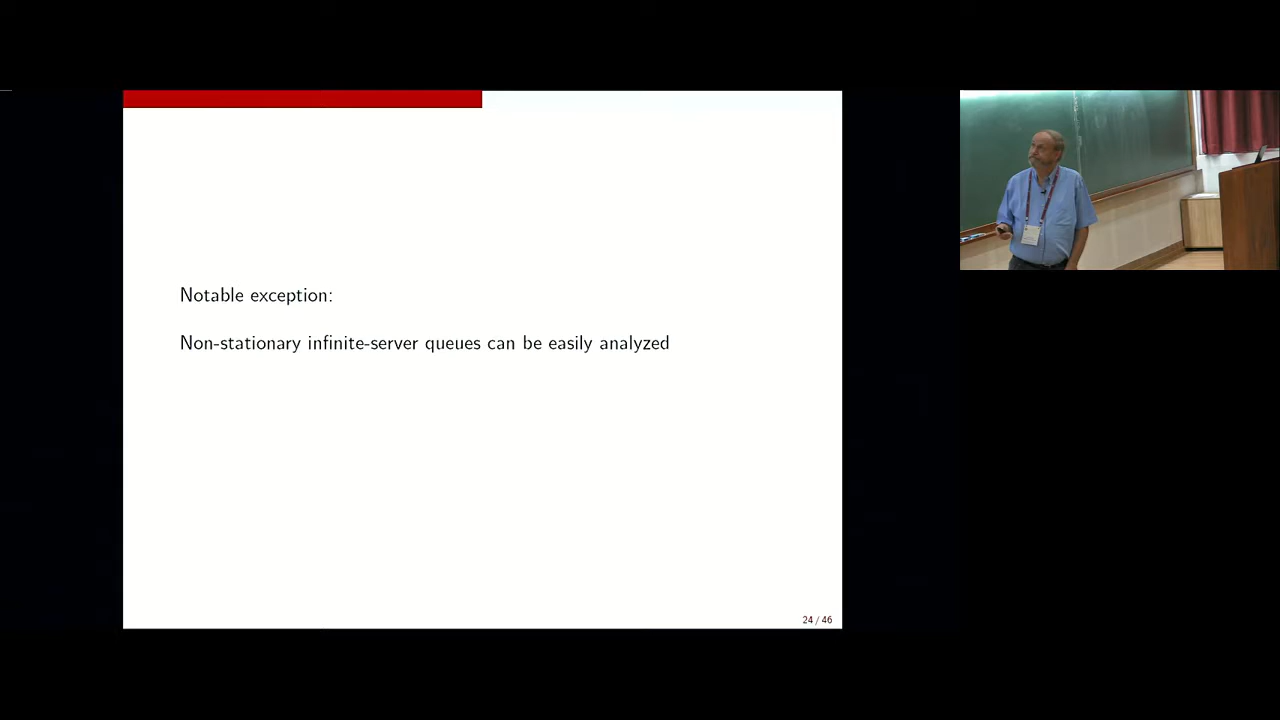 Notable exception:
Non-stationary infinite-server queues can be easily analyzed
24 / 46